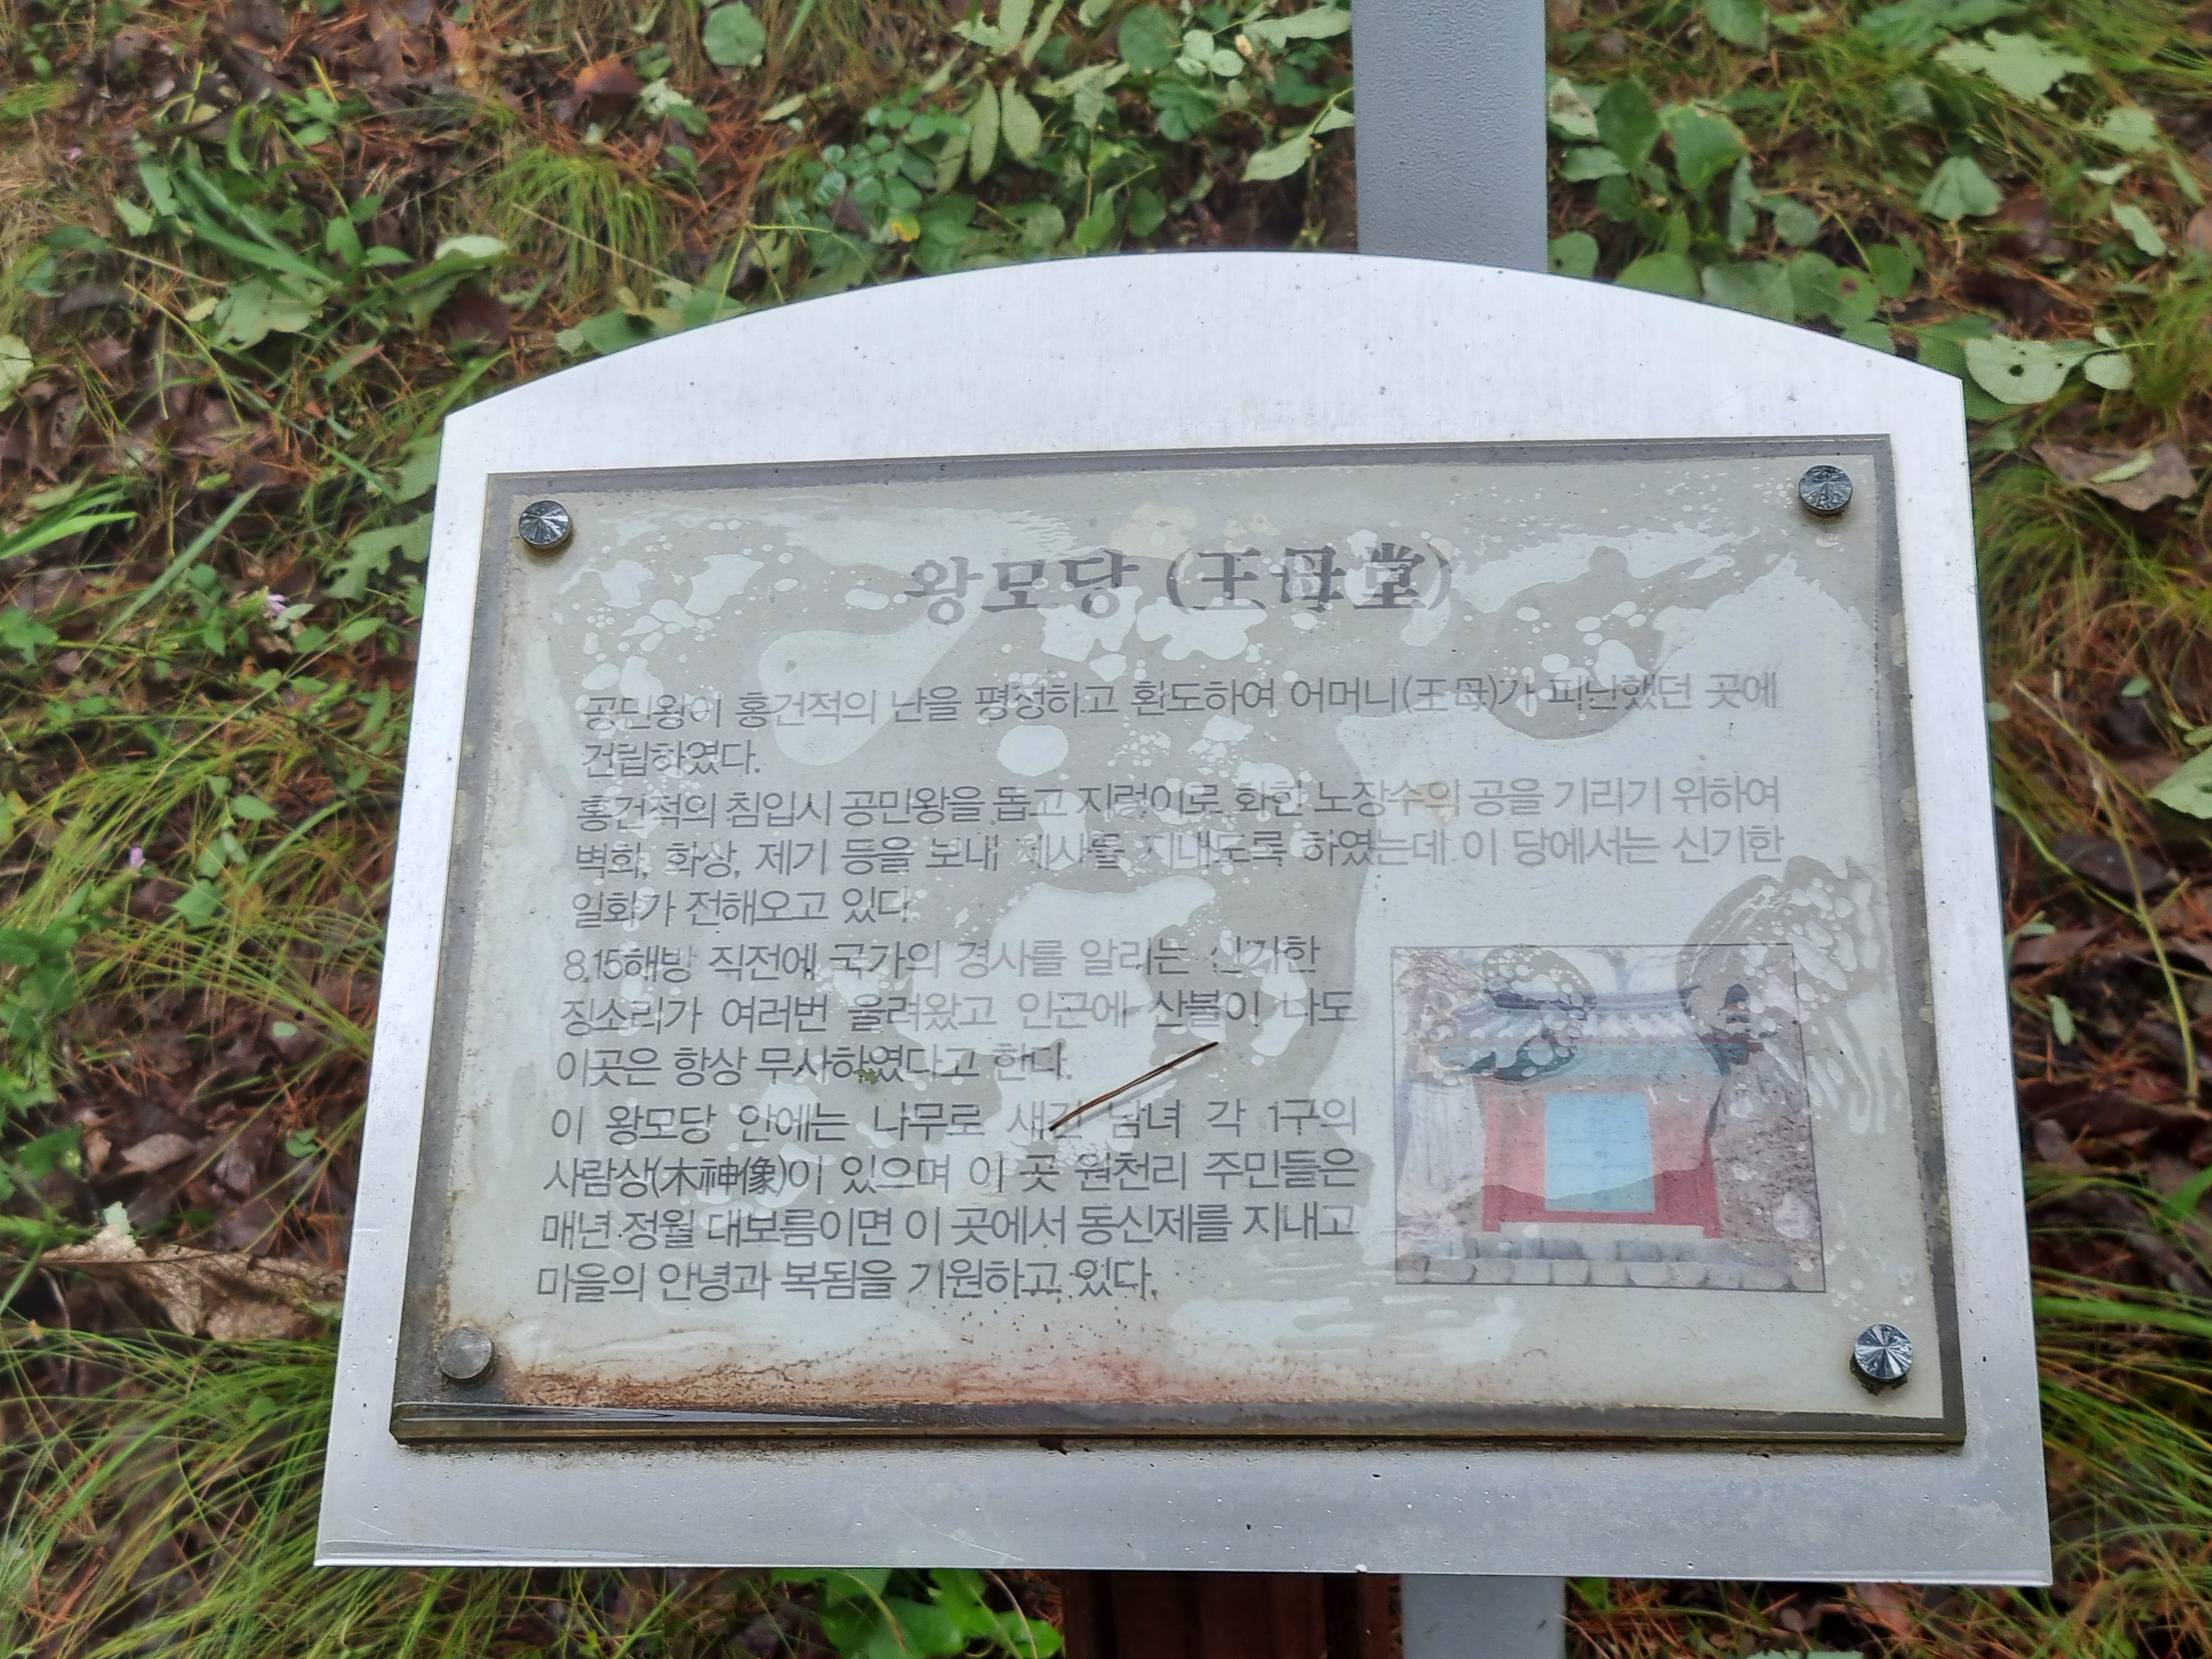 왕모당 (王母堂)
공민왕이 홍건적의 난을 평정하고 환도하여 어머니(王母)가 피난했던 곳에
건립하였다.
홍건적의 침입시 공민왕을 돕고 지렁이로 화한 노장수의 공을 기리기 위하여
벽화, 화상, 제기 등을 보내 제사를 지내도록 하였는데 이 당에서는 신기한
일화가 전해오고 있다.
8.15해방 직전에 국가의 경사를 알리는 신기한
징소리가 여러번 울려왔고 인근에 산불이 나도
이곳은 항상 무사하였다고 한다.
이 왕모당 안에는 나무로 새긴 남녀 각 1구의
사람상(木神像)이 있으며 이 곳 원천리 주민들은
매년 정월 대보름이면 이 곳에서 동신제를 지내고
마을의 안녕과 복됨을 기원하고 있다.